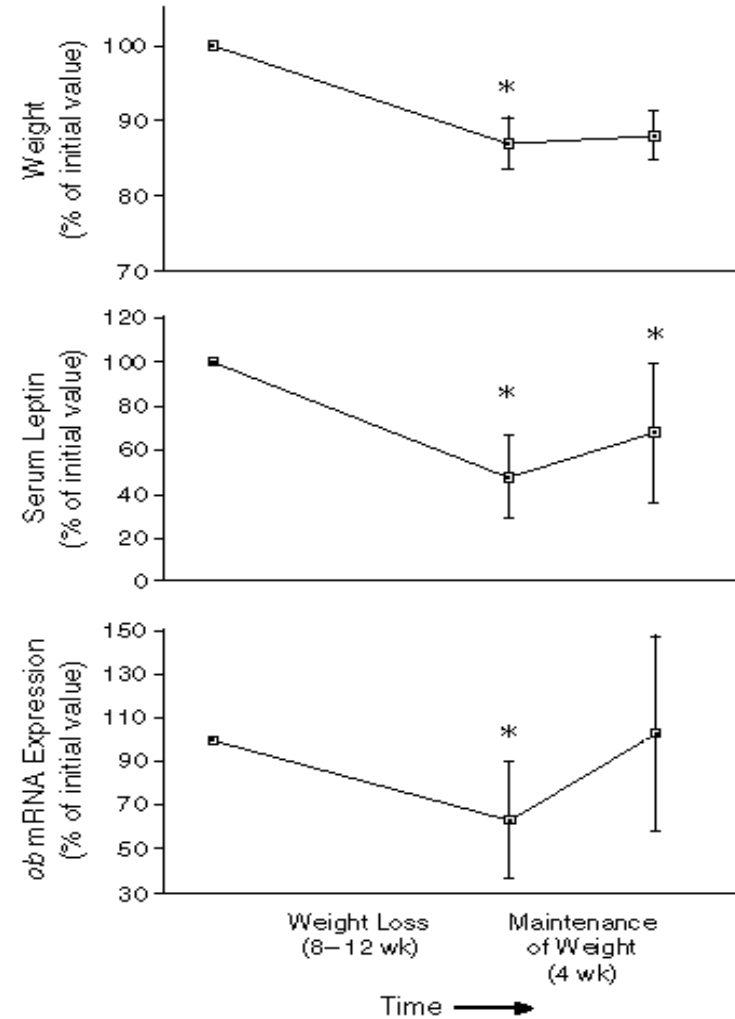 Weight
(% of initial value)
100
90
80
70
*
Serum Leptin
(% of initial value)
120
100
80
60
40
20
0
*
*
ob mRNA Expression
(% of initial value)
150
130
110
90
70
50
30
*
Weight Loss
(8–12 wk)
Maintenance
of Weight
(4 wk)
Time